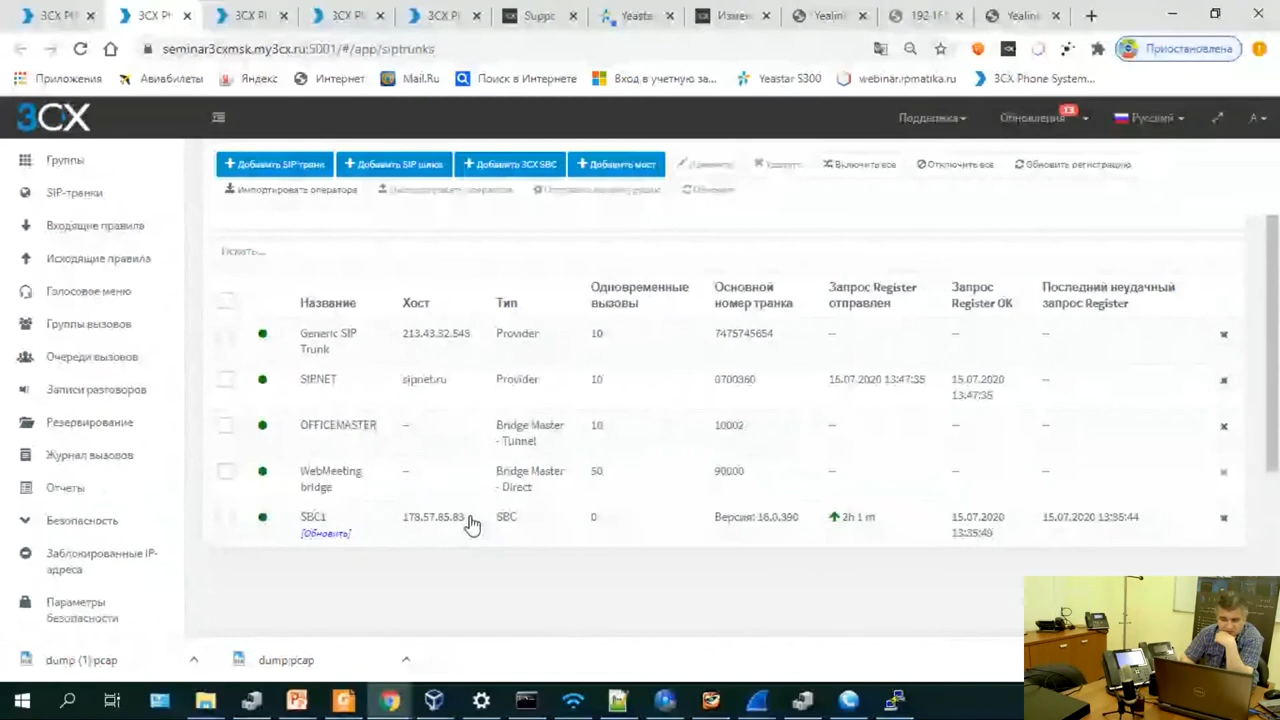 3CX Pl
3CX Pl
3CX Pl
3CX Pl
Suppc
Yeasta
Измен
Yealin
192.16
Yealin
seminar3cxmsk.my3cx.ru:5001/#/app/siptrunks
Приостановлена
Приложения
Авиабилеты
Яндекс
Интернет
Mail.Ru
Поиск в Интернете
Вход в учетную за...
Yeastar S300
webinar.ipmatika.ru
3CX Phone System...
3CX
Поддержка
Обновления
Русский
A
Группы
SIP-транки
Входящие правила
Исходящие правила
Голосовое меню
Группы вызовов
Очереди вызовов
Записи разговоров
Резервирование
Журнал вызовов
Отчеты
Безопасность
Заблокированные IP-
адреса
Параметры
безопасности
+ Добавить SIP транк
+ Добавить SIP шлюз
+ Добавить 3CX SBC
+ Добавить мост
Изменить
Удалить
Включить все
Отключить все
Обновить регистрацию
Импортировать оператора
Обновить
Искать...
Название
Хост
Тип
Одновременные
вызовы
Основной
номер транка
Запрос Register
отправлен
Запрос
Register OK
Последний неудачный
запрос Register
Generic SIP
Trunk
213.43.32.543
Provider
10
7475745654
--
--
--
SIPNET
sipnet.ru
Provider
10
0700360
15.07.2020 13:47:35
15.07.2020
13:47:35
--
OFFICEMASTER
--
Bridge Master
- Tunnel
10
10002
--
--
--
WebMeeting
bridge
--
Bridge Master
- Direct
50
90000
--
--
--
SBC1
[Обновить]
178.57.85.83
SBC
0
Версия: 16.0.390
2h 1 m
15.07.2020
13:35:49
15.07.2020 13:35:44
dump (1).pcap
dump.pcap